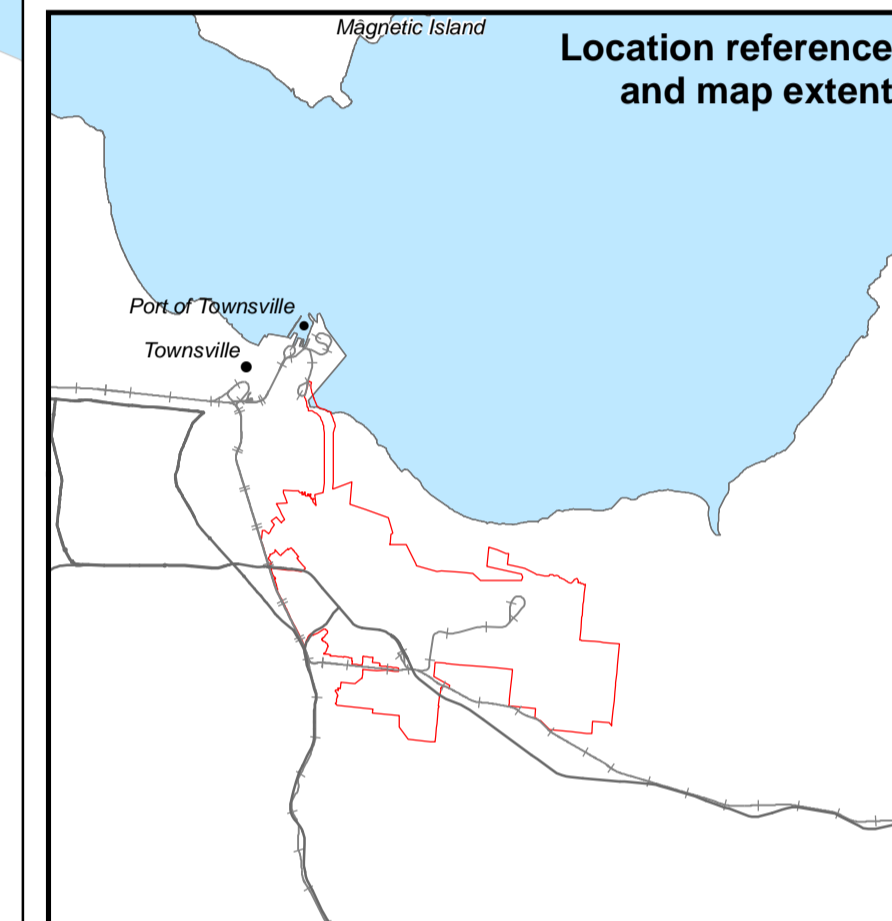 Magnetic Island
Location reference
and map extent
Port of Townsville
Townsville